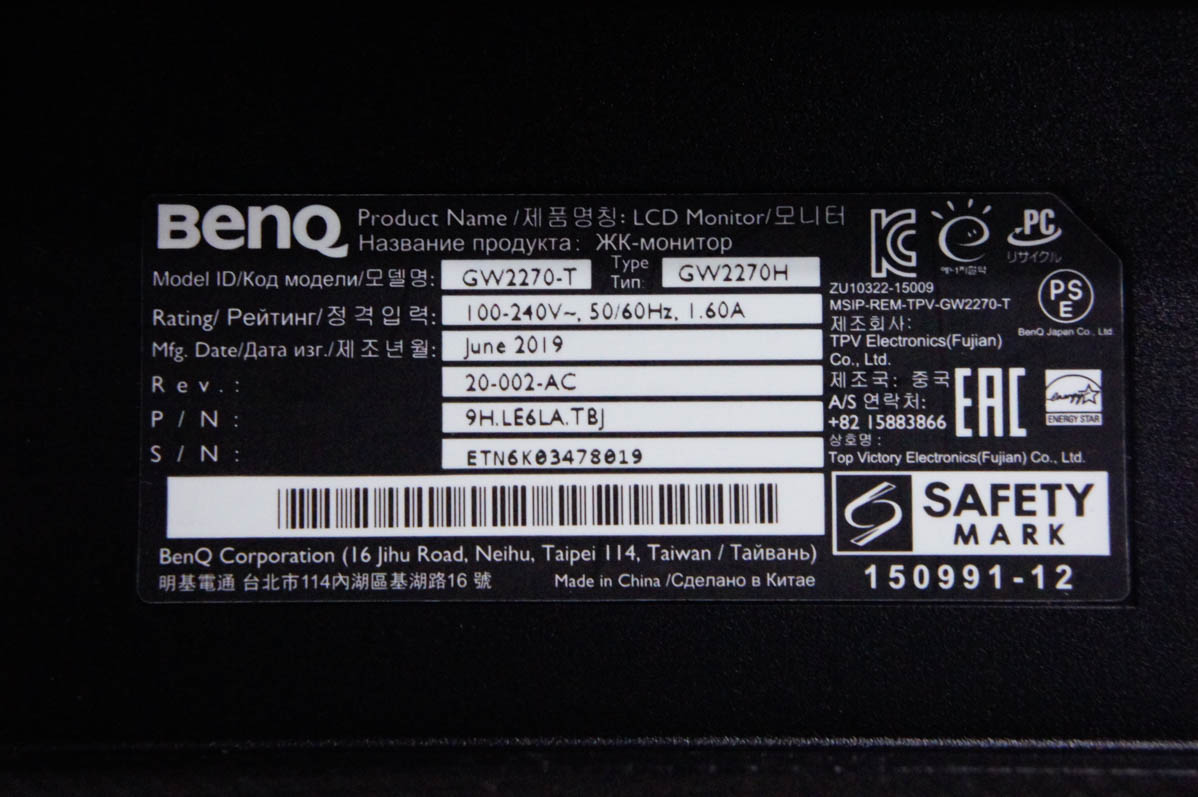 BenQ
Product Name /제품명칭: LCD Monitor/모니터
Название продукта: ЖК-монитор
Model ID/Код модели/모델명: GW2270-T
Type
Тип:
GW2270H
Rating/ Рейтинг/정격입력: 100-240V~, 50/60Hz, 1.60A
Mfg. Date/Дата изг./제조년월: June 2019
Rev.: 20-002-AC
P/N: 9H.LE6LA.TBJ
S/N: ETN6K03478019
BenQ Corporation (16 Jihu Road, Neihu, Taipei 114, Taiwan / Тайвань)
明基電通 台北市114內湖區基湖路16 號
Made in China /Сделано в Китае
PC
リサイクル
ZU10322-15009
MSIP-REM-TPV-GW2270-T
제조회사:
TPV Electronics(Fujian)
Co., Ltd.
PSE
BenQ Japan Co., Ltd.
제조국: 중국
A/S 연락처:
+82 15883866
상호명 :
Top Victory Electronics(Fujian) Co., Ltd.
EAC
energy
ENERGY STAR
SAFETY
MARK
150991-12